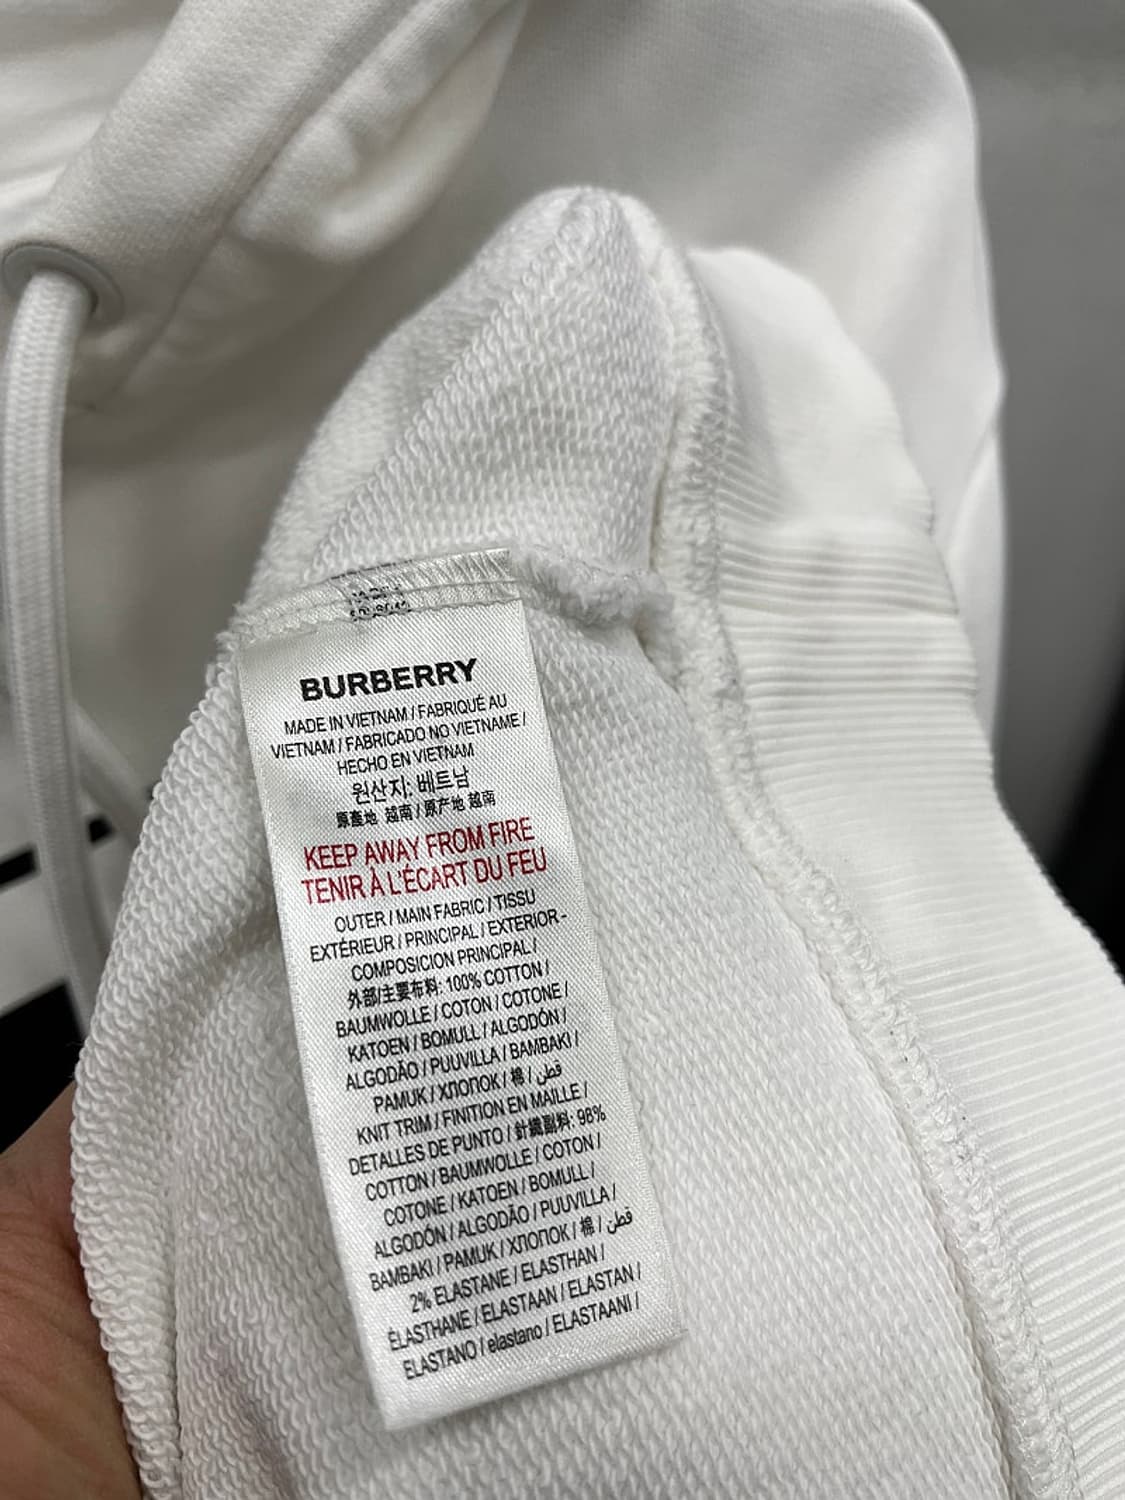 BURBERRY
MADE IN VIETNAM / FABRIQUÉ AU
VIETNAM / FABRICADO NO VIETNAME /
HECHO EN VIETNAM
원산지: 베트남
原產地 越南 / 原产地 越南
KEEP AWAY FROM FIRE
TENIR À L'ÉCART DU FEU
OUTER / MAIN FABRIC / TISSU
EXTÉRIEUR / PRINCIPAL / EXTERIOR -
COMPOSICION PRINCIPAL /
外部/主要布料: 100% COTTON /
BAUMWOLLE / COTON / COTONE /
KATOEN / BOMULL / ALGODÓN /
ALGODÃO / PUUVILLA / BAMBAKI /
PAMUK / ХЛОПОК / 棉 / قطن
KNIT TRIM / FINITION EN MAILLE /
DETALLES DE PUNTO / 針織副料: 98%
COTTON / BAUMWOLLE / COTON /
COTONE / KATOEN / BOMULL /
ALGODÓN / ALGODÃO / PUUVILLA /
BAMBAKI / PAMUK / ХЛОПОК / 棉 / قطن
2% ELASTANE / ELASTHAN /
ÉLASTHANE / ELASTAAN / ELASTAN /
ELASTANO / elastano / ELASTAANI /